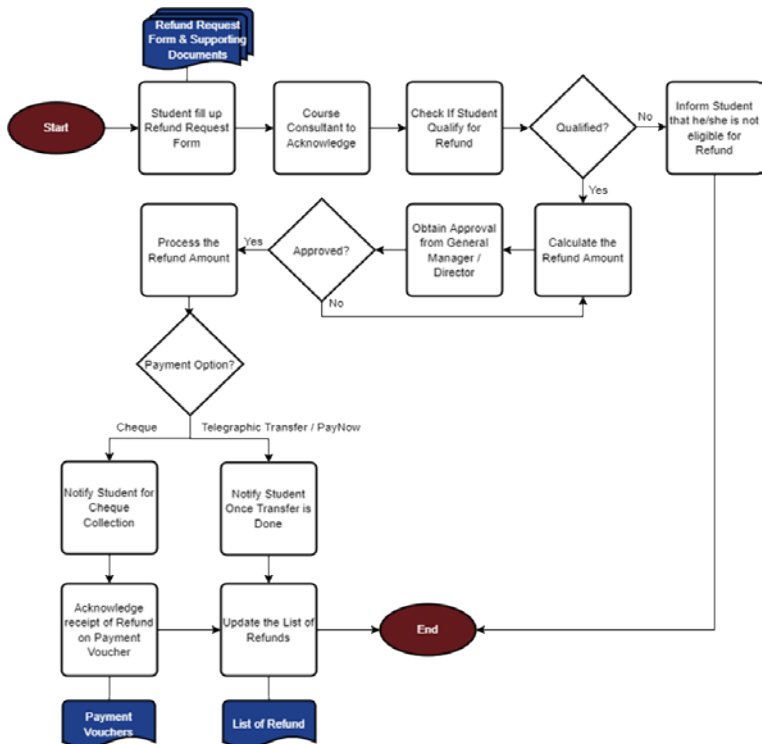 Refund Request
Form & Supporting
Documents
Start
Student fill up
Refund Request
Form
Course
Consultant to
Acknowledge
Check If Student
Qualify for
Refund
Qualified?
No
Inform Student
that he/she is not
eligible for
Refund
Yes
Process the
Refund Amount
Yes
Approved?
Obtain Approval
from General
Manager /
Director
Calculate the
Refund Amount
No
Payment Option?
Cheque
Telegraphic Transfer / PayNow
Notify Student for
Cheque
Collection
Notify Student
Once Transfer is
Done
Acknowledge
receipt of Refund
on Payment
Voucher
Update the List of
Refunds
End
Payment
Vouchers
List of Refund